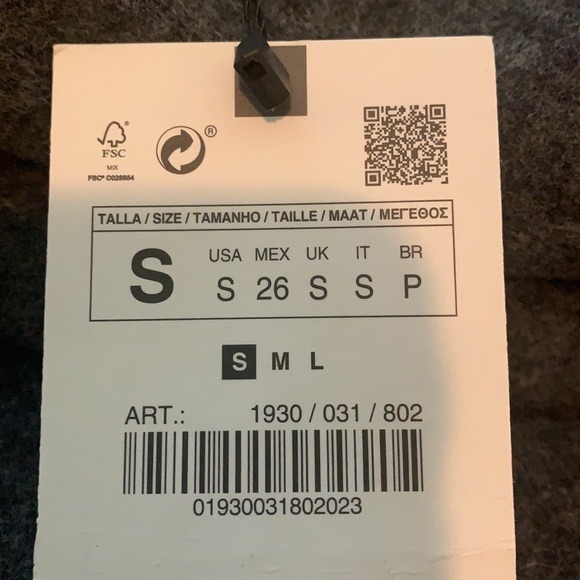 FSC
MIX
FSC® C028854
®
TALLA / SIZE / TAMANHO / TAILLE / MAAT / ΜΕΓΕΘΟΣ
S
USA MEX UK IT BR
S 26 S S P
S M L
ART.: 1930 / 031 / 802
01930031802023